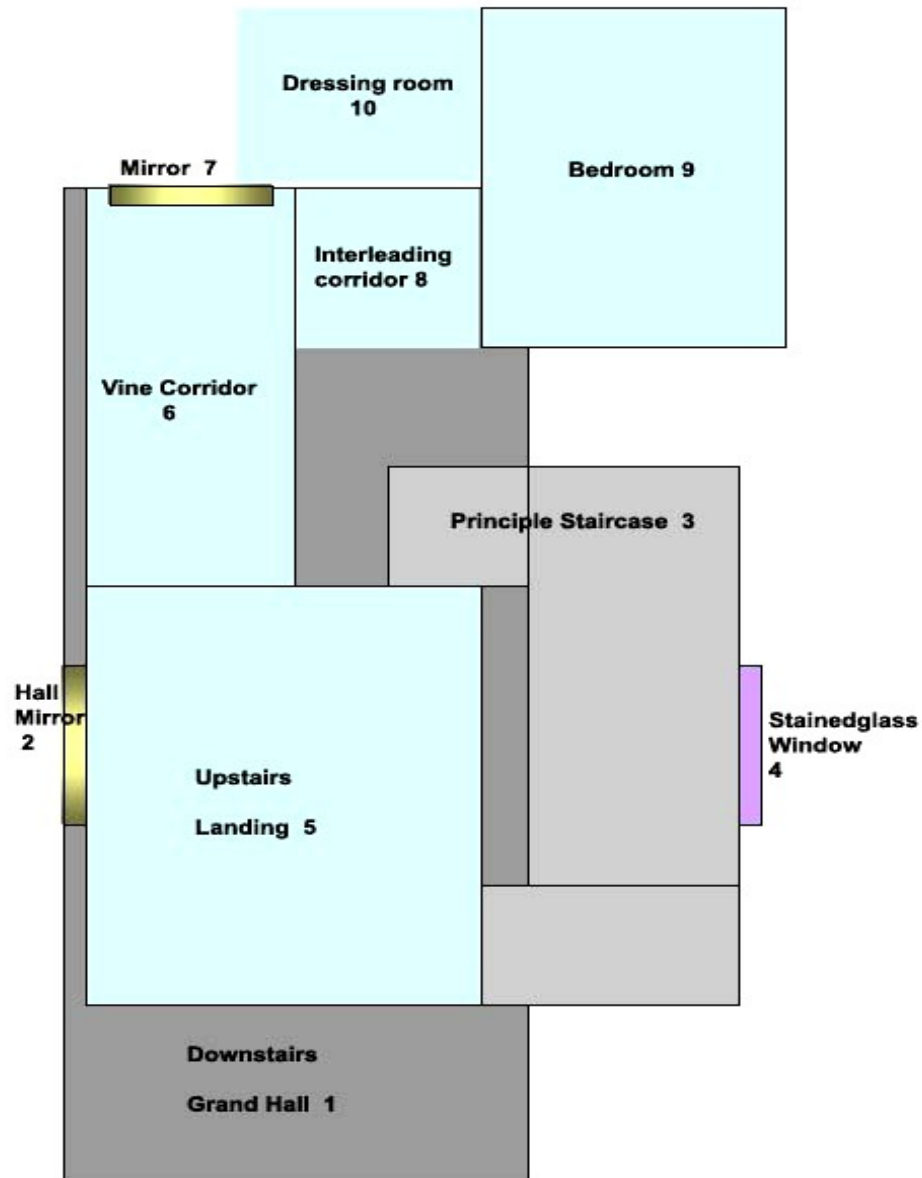 Dressing room
10
Mirror 7
Bedroom 9
Interleading
corridor 8
Vine Corridor
6
Principle Staircase 3
Hall
Mirror
2
Stainedglass
Window
4
Upstairs
Landing 5
Downstairs
Grand Hall 1